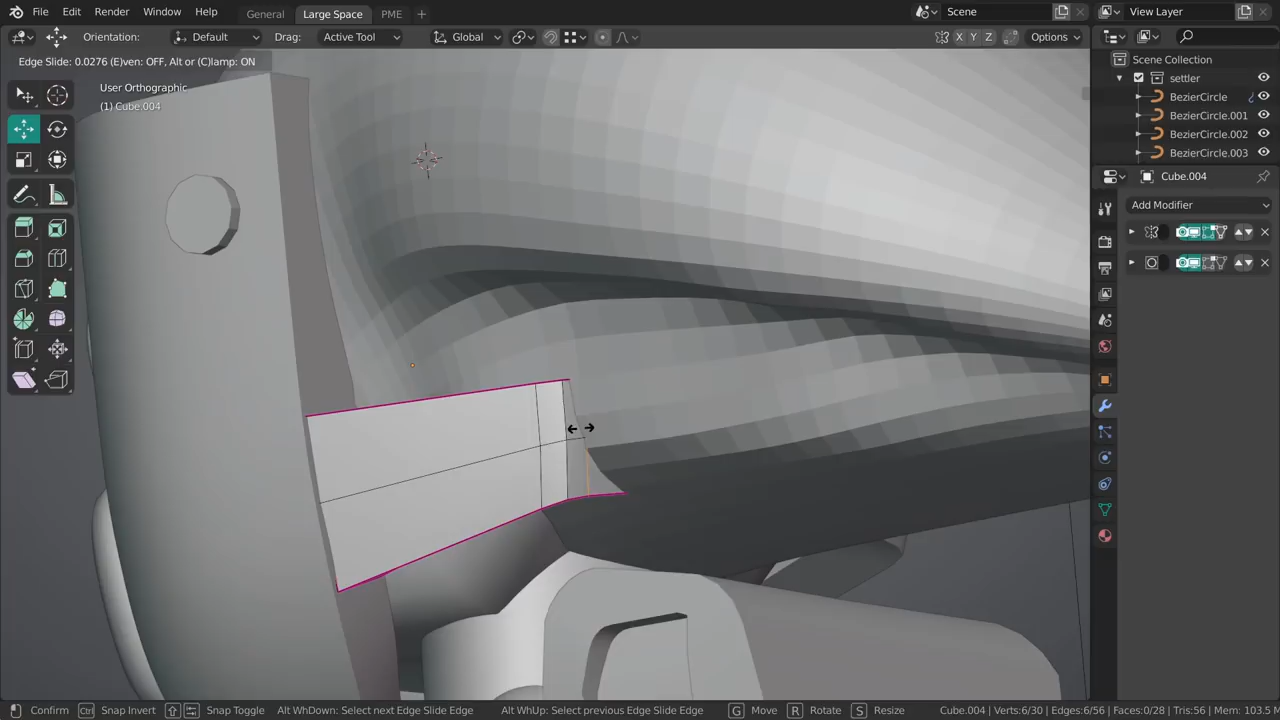 File Edit Render Window Help General Large Space PME + Scene View Layer
Orientation: Default Drag: Active Tool Global X Y Z Options
Edge Slide: 0.0276 (E)ven: OFF, Alt or (C)lamp: ON
User Orthographic
(1) Cube.004
Scene Collection
settler
BezierCircle
BezierCircle.001
BezierCircle.002
BezierCircle.003
Cube.004
Add Modifier
Confirm Ctrl Snap Invert Snap Toggle Alt WhDown: Select next Edge Slide Edge Alt WhUp: Select previous Edge Slide Edge G Move R Rotate S Resize Cube.004 | Verts:6/30 | Edges:6/56 | Faces:0/28 | Tris:56 | Mem: 103.5 M